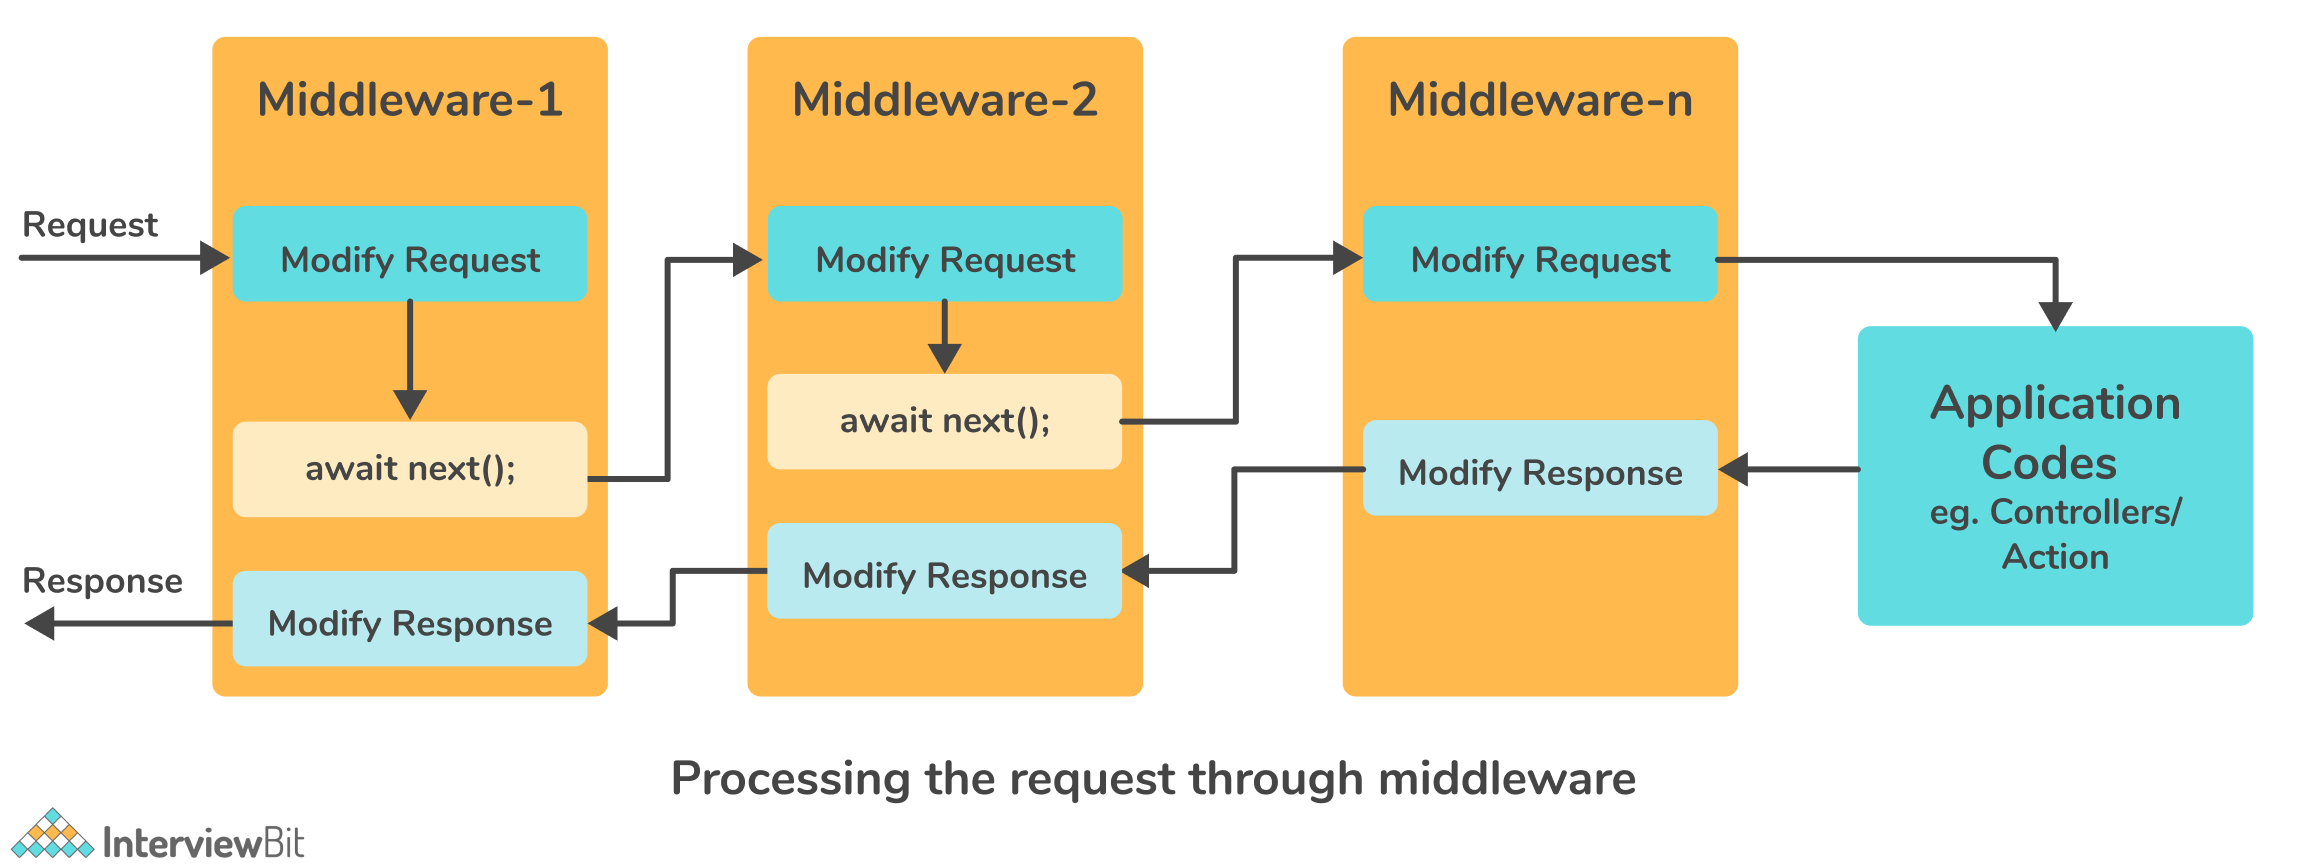 Middleware-1
Middleware-2
Middleware-n
Request
Modify Request
Modify Request
Modify Request
await next();
await next();
Application
Codes
eg. Controllers/
Action
Modify Response
Modify Response
Response
Modify Response
Processing the request through middleware
InterviewBit